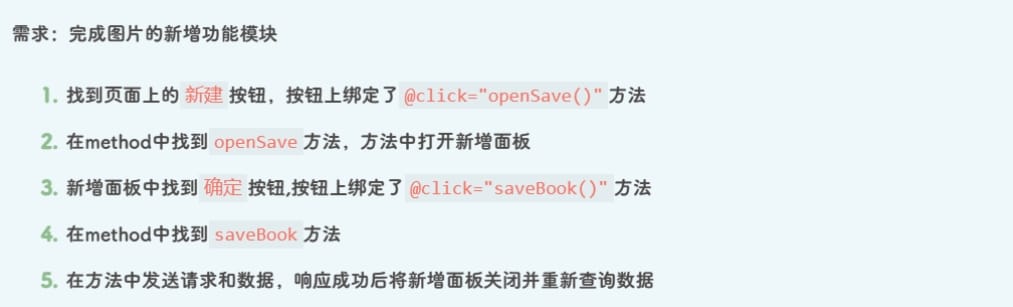 需求：完成图片的新增功能模块
1. 找到页面上的 新建 按钮，按钮上绑定了 @click="openSave()" 方法
2. 在method中找到 openSave 方法，方法中打开新增面板
3. 新增面板中找到 确定 按钮,按钮上绑定了 @click="saveBook()" 方法
4. 在method中找到 saveBook 方法
5. 在方法中发送请求和数据，响应成功后将新增面板关闭并重新查询数据